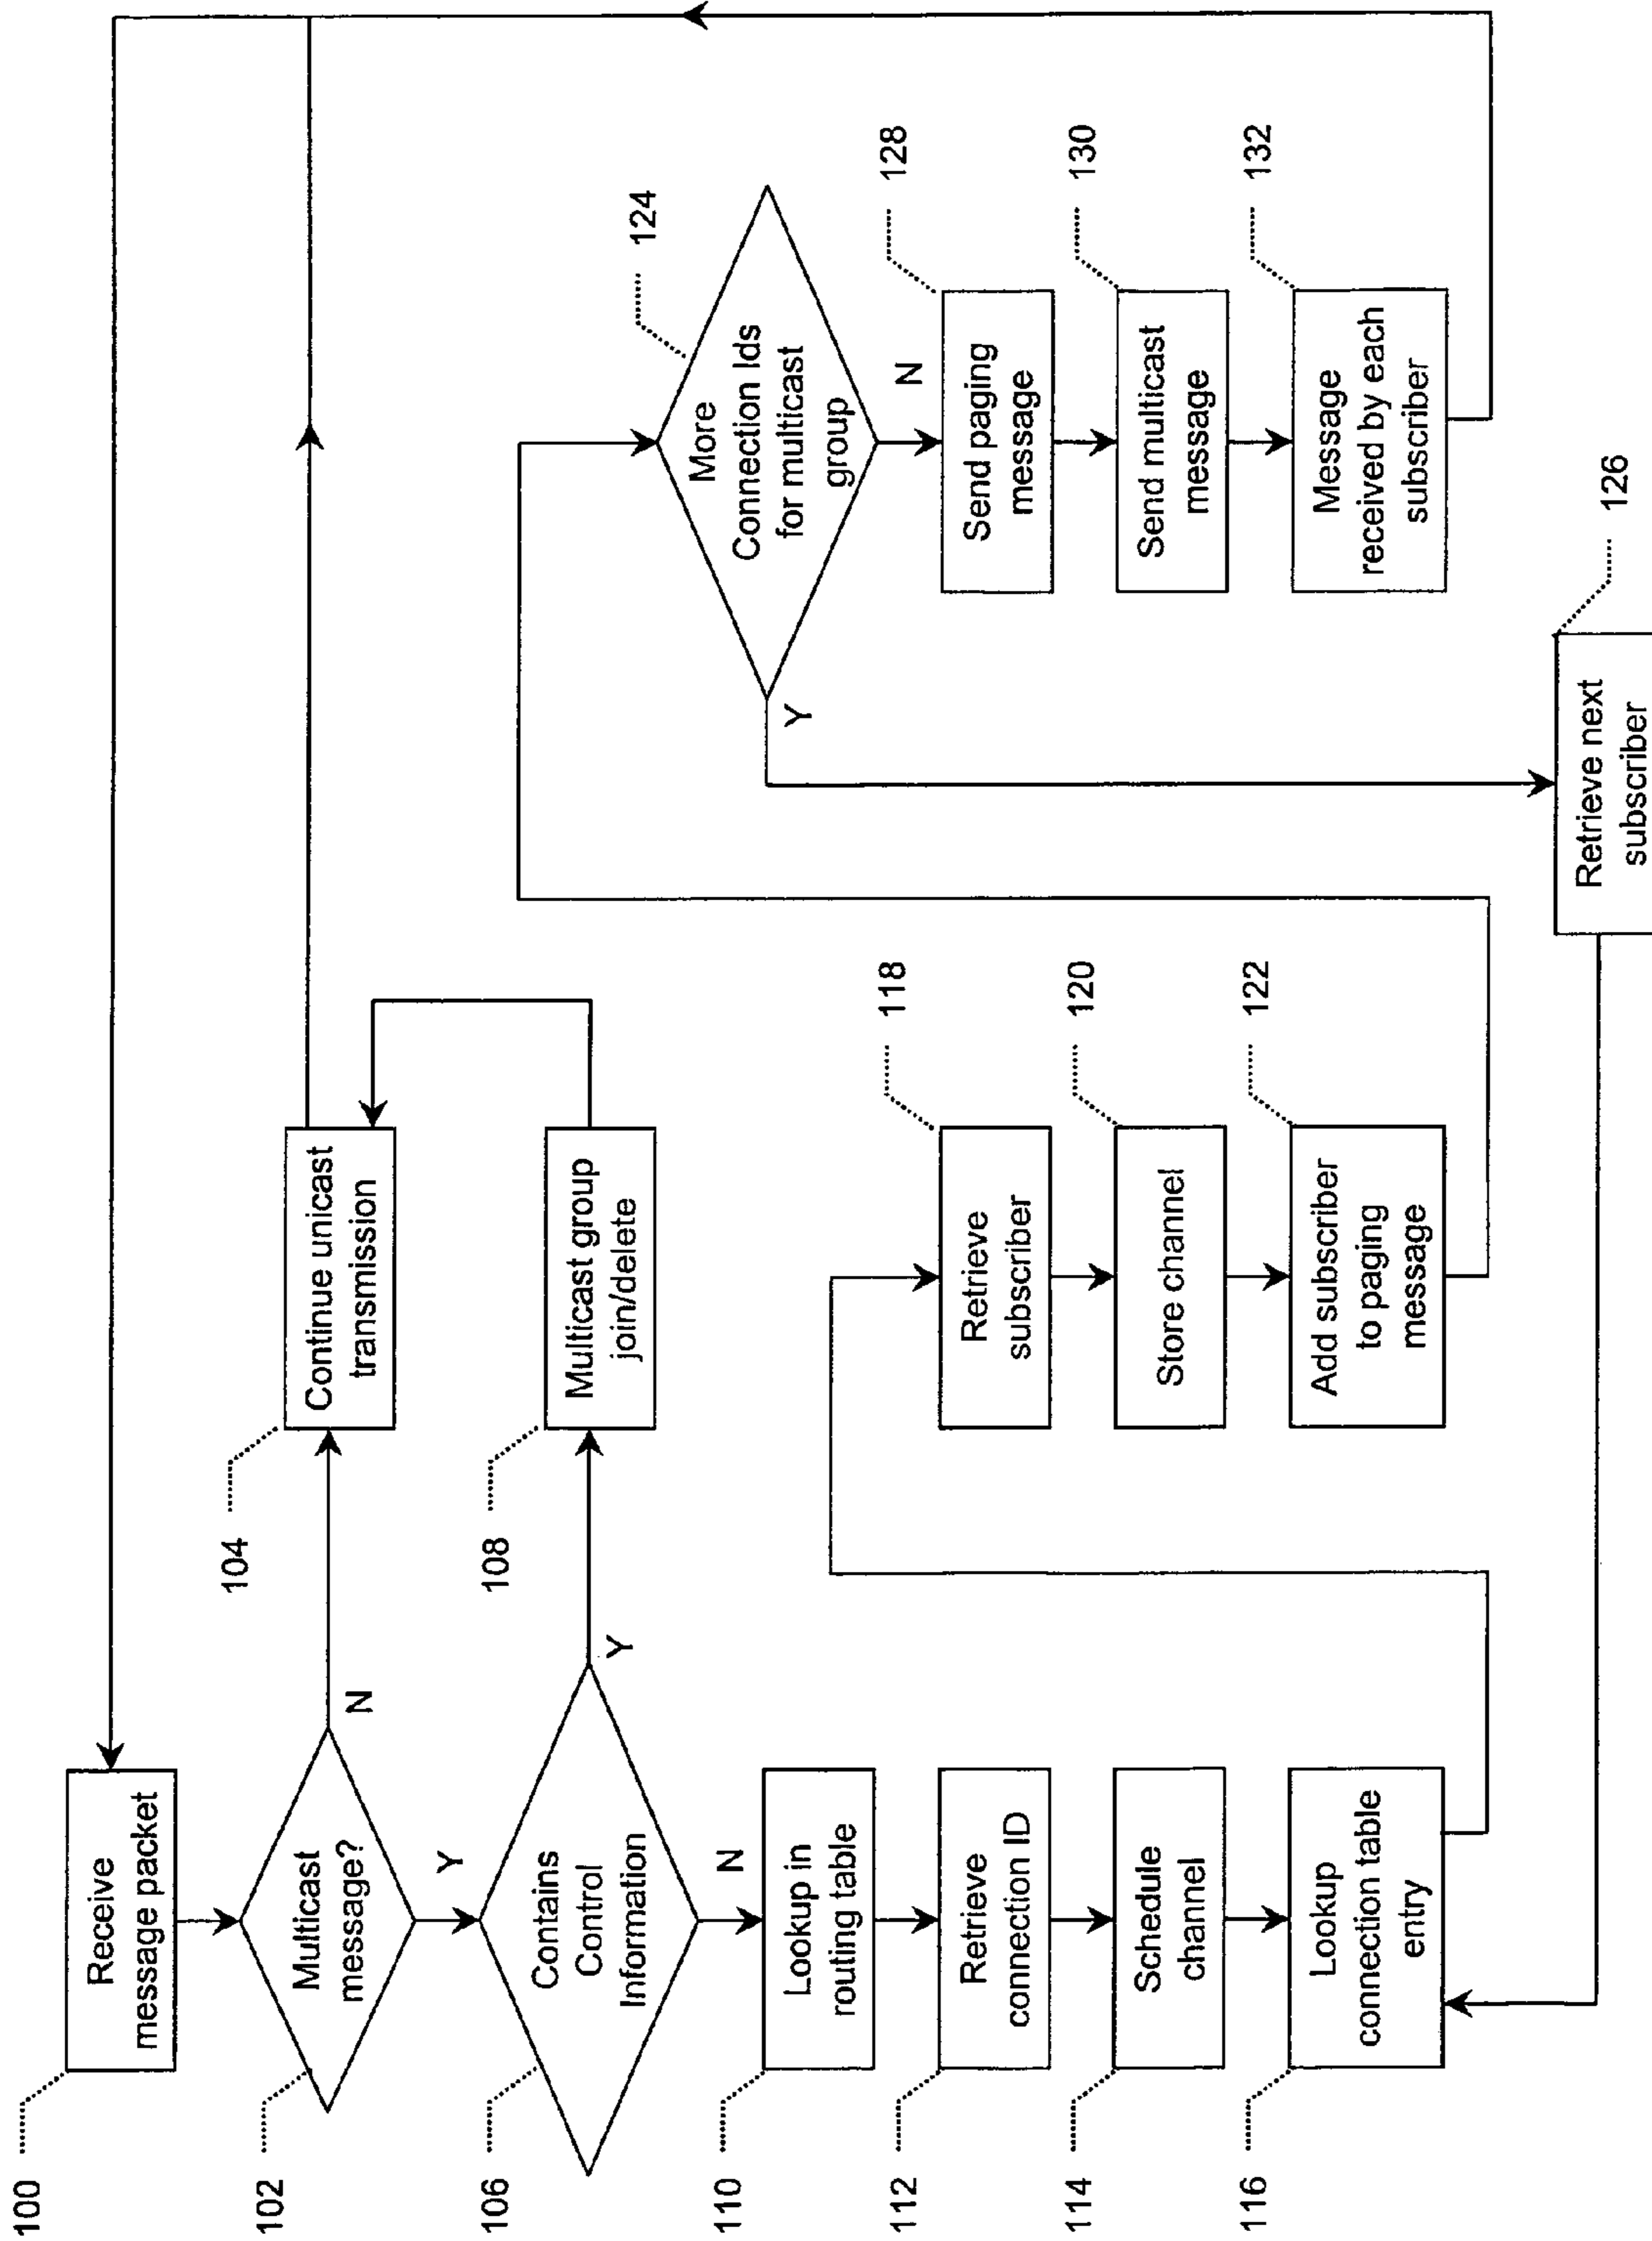 100
Receive
message packet
102
Multicast
message?
N
Y
104
Continue unicast
transmission
106
Contains
Control
Information
Y
N
108
Multicast group
join/delete
110
Lookup in
routing table
112
Retrieve
connection ID
114
Schedule
channel
116
Lookup
connection table
entry
118
Retrieve
subscriber
120
Store channel
122
Add subscriber
to paging
message
124
More
Connection Ids
for multicast
group
Y
N
126
Retrieve next
subscriber
128
Send paging
message
130
Send multicast
message
132
Message
received by each
subscriber